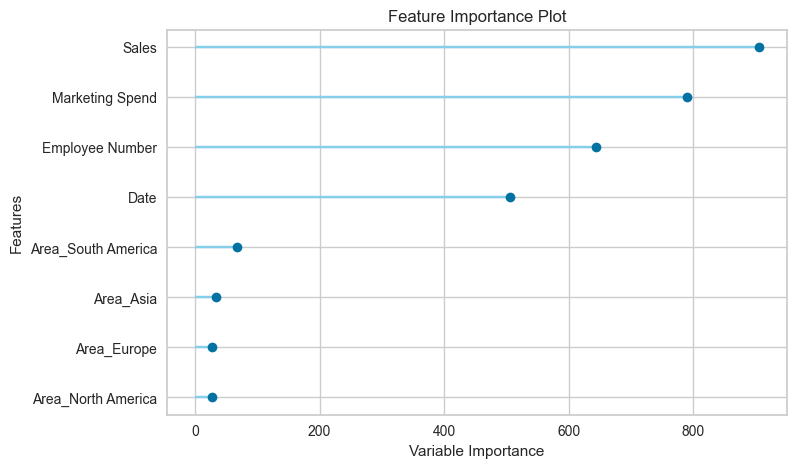 Feature Importance Plot
Sales
Marketing Spend
Employee Number
Date
Area_South America
Area_Asia
Area_Europe
Area_North America
Features
0 200 400 600 800
Variable Importance